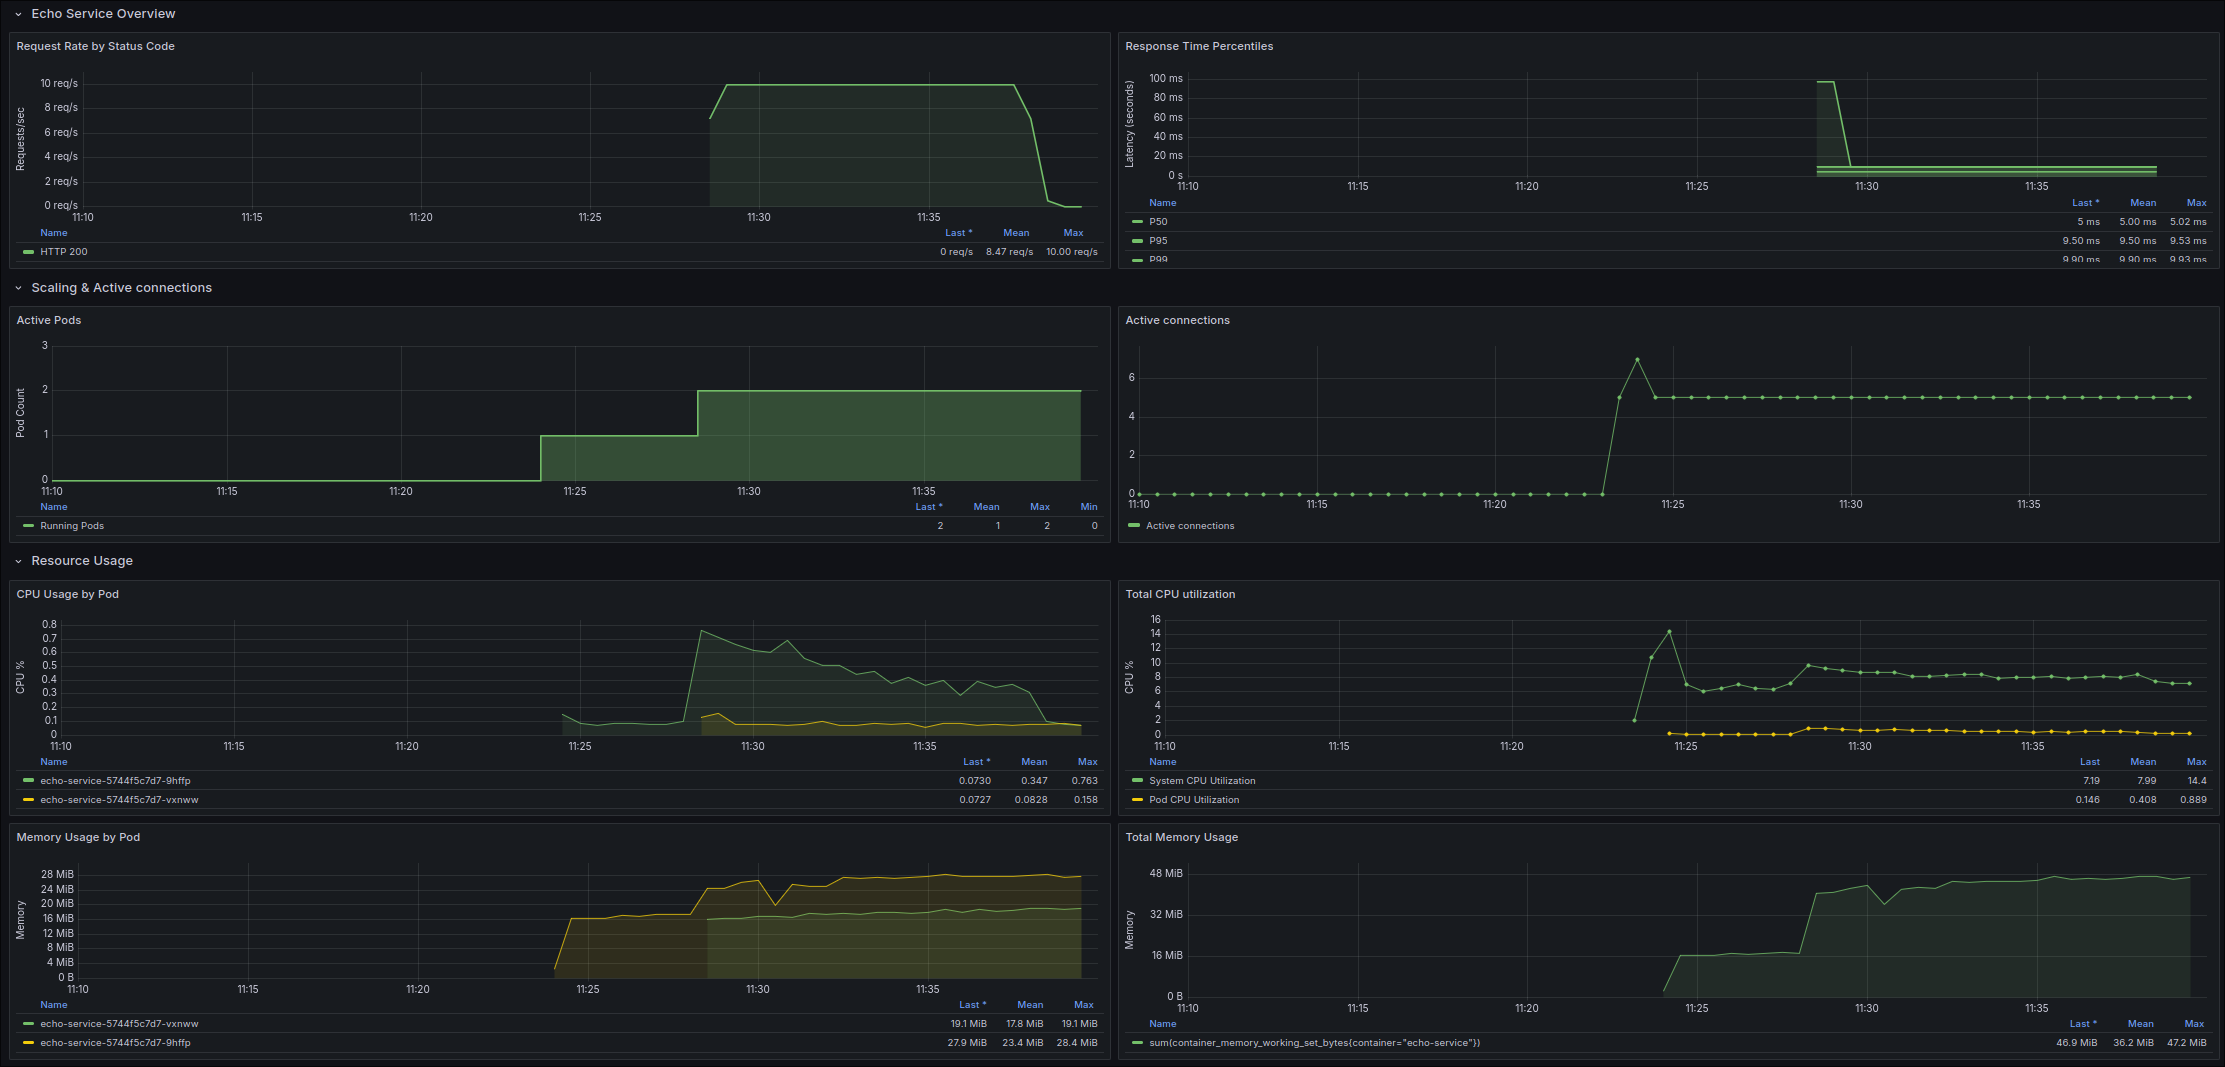 Echo Service Overview
Request Rate by Status Code
Requests/sec
10 req/s
8 req/s
6 req/s
4 req/s
2 req/s
0 req/s
11:10 11:15 11:20 11:25 11:30 11:35
Name Last * Mean Max
HTTP 200 0 req/s 8.47 req/s 10.00 req/s
Response Time Percentiles
Latency (seconds)
100 ms
80 ms
60 ms
40 ms
20 ms
0 s
11:10 11:15 11:20 11:25 11:30 11:35
Name Last * Mean Max
P50 5 ms 5.00 ms 5.02 ms
P95 9.50 ms 9.50 ms 9.53 ms
P99 9.90 ms 9.90 ms 9.93 ms
Scaling & Active connections
Active Pods
Pod Count
3
2
1
0
11:10 11:15 11:20 11:25 11:30 11:35
Name Last * Mean Max Min
Running Pods 2 1 2 0
Active connections
6
4
2
0
11:10 11:15 11:20 11:25 11:30 11:35
Active connections
Resource Usage
CPU Usage by Pod
CPU %
0.8
0.7
0.6
0.5
0.4
0.3
0.2
0.1
0
11:10 11:15 11:20 11:25 11:30 11:35
Name Last * Mean Max
echo-service-5744f5c7d7-9hffp 0.0730 0.347 0.763
echo-service-5744f5c7d7-vxnww 0.0727 0.0828 0.158
Total CPU utilization
CPU %
16
14
12
10
8
6
4
2
0
11:10 11:15 11:20 11:25 11:30 11:35
Name Last Mean Max
System CPU Utilization 7.19 7.99 14.4
Pod CPU Utilization 0.146 0.408 0.889
Memory Usage by Pod
Memory
28 MiB
24 MiB
20 MiB
16 MiB
12 MiB
8 MiB
4 MiB
0 B
11:10 11:15 11:20 11:25 11:30 11:35
Name Last * Mean Max
echo-service-5744f5c7d7-vxnww 19.1 MiB 17.8 MiB 19.1 MiB
echo-service-5744f5c7d7-9hffp 27.9 MiB 23.4 MiB 28.4 MiB
Total Memory Usage
Memory
48 MiB
32 MiB
16 MiB
0 B
11:10 11:15 11:20 11:25 11:30 11:35
Name Last * Mean Max
sum(container_memory_working_set_bytes{container="echo-service"}) 46.9 MiB 36.2 MiB 47.2 MiB